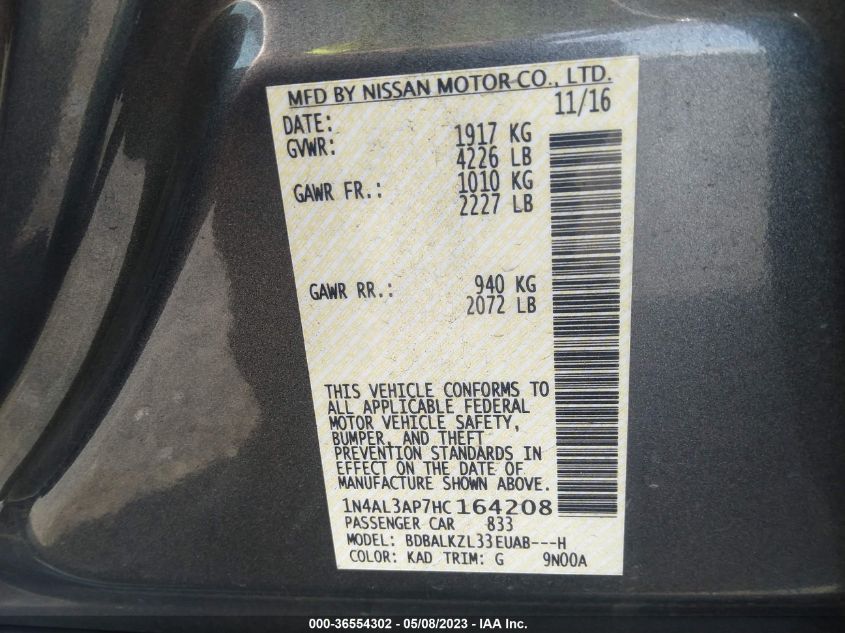 MFD BY NISSAN MOTOR CO., LTD.
DATE: 11/16
GVWR: 1917 KG
4226 LB
GAWR FR.: 1010 KG
2227 LB
GAWR RR.: 940 KG
2072 LB
THIS VEHICLE CONFORMS TO
ALL APPLICABLE FEDERAL
MOTOR VEHICLE SAFETY,
BUMPER, AND THEFT
PREVENTION STANDARDS IN
EFFECT ON THE DATE OF
MANUFACTURE SHOWN ABOVE.
1N4AL3AP7HC164208
PASSENGER CAR 833
MODEL: BDBALKZL33EUAB---H
COLOR: KAD TRIM: G 9N00A
000-36554302 - 05/08/2023 - © IAA Inc.